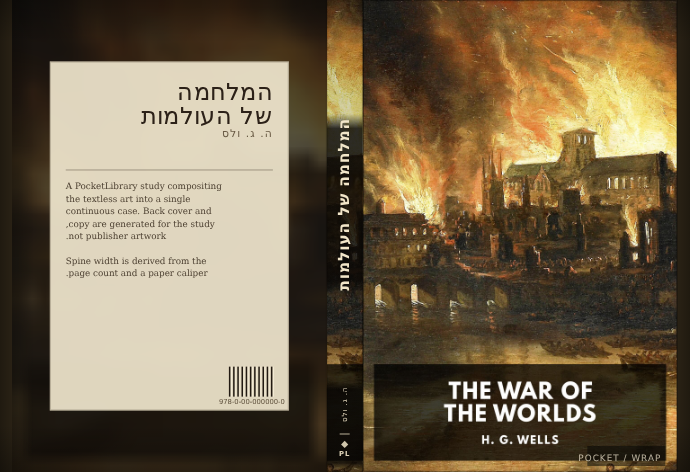 המלחמה
של העולמות
ה. ג. ולס
A PocketLibrary study compositing
the textless art into a single
continuous case. Back cover and
,copy are generated for the study
.not publisher artwork
Spine width is derived from the
.page count and a paper caliper
978-0-00-000000-0
המלחמה של העולמות
ה. ג. ולס
PL
THE WAR OF
THE WORLDS
H. G. WELLS
POCKET / WRAP